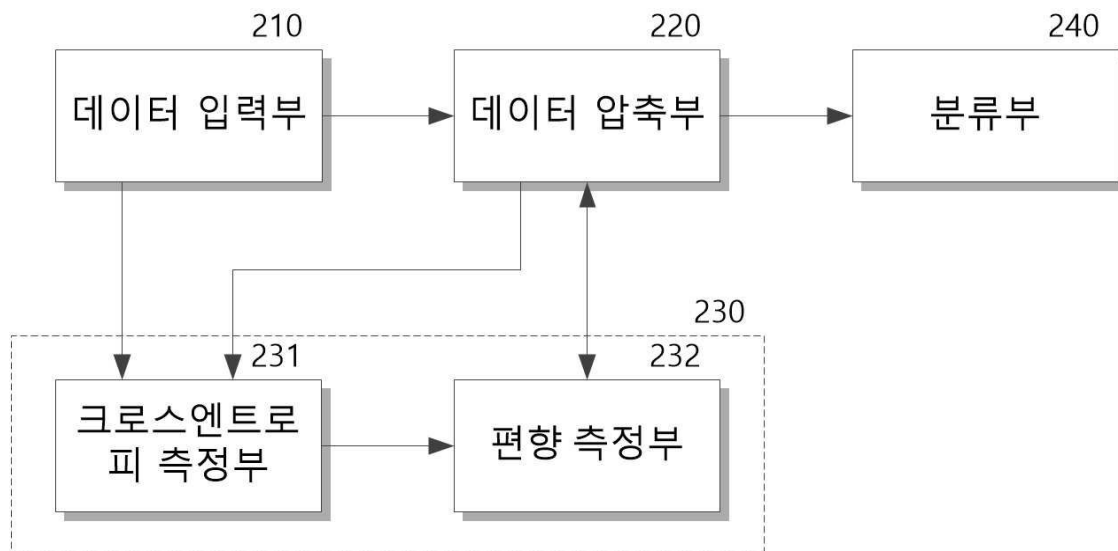 210
220
240
데이터 입력부
데이터 압축부
분류부
230
231
232
크로스엔트로
피 측정부
편향 측정부